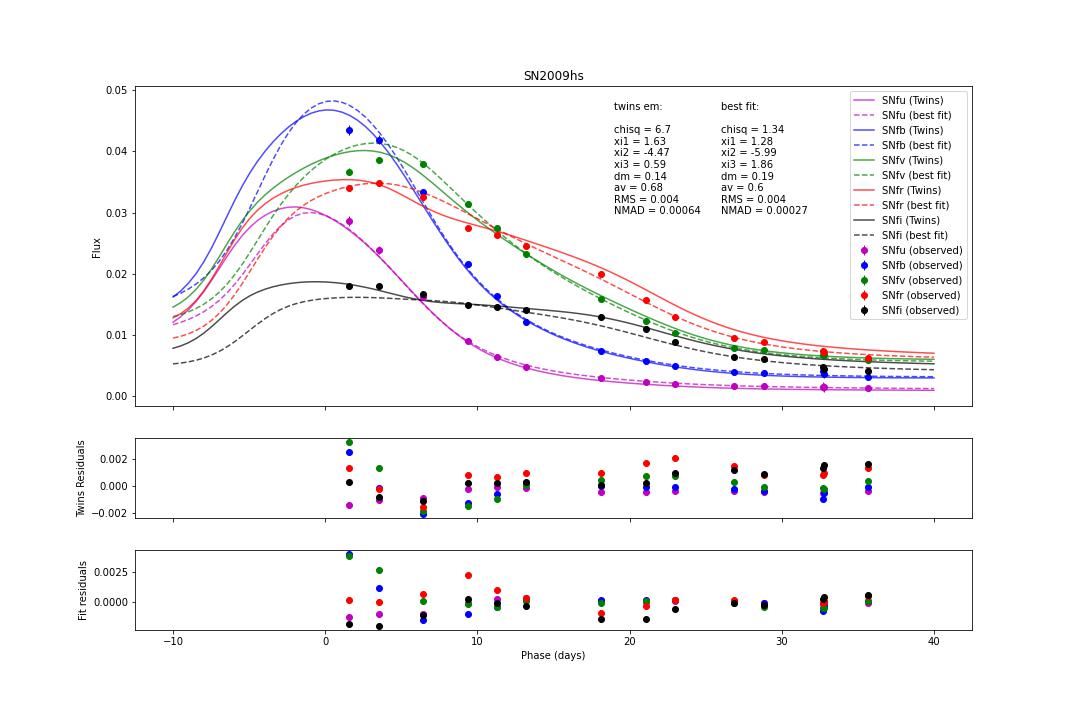 SN2009hs
0.05
0.04
0.03
0.02
0.01
0.00
Flux
twins em:
chisq = 6.7
xi1 = 1.63
xi2 = -4.47
xi3 = 0.59
dm = 0.14
av = 0.68
RMS = 0.004
NMAD = 0.00064
best fit:
chisq = 1.34
xi1 = 1.28
xi2 = -5.99
xi3 = 1.86
dm = 0.19
av = 0.6
RMS = 0.004
NMAD = 0.00027
SNfu (Twins)
SNfu (best fit)
SNfb (Twins)
SNfb (best fit)
SNfv (Twins)
SNfv (best fit)
SNfr (Twins)
SNfr (best fit)
SNfi (Twins)
SNfi (best fit)
SNfu (observed)
SNfb (observed)
SNfv (observed)
SNfr (observed)
SNfi (observed)
0.002
0.000
−0.002
Twins Residuals
0.0025
0.0000
Fit residuals
−10
0
10
20
30
40
Phase (days)